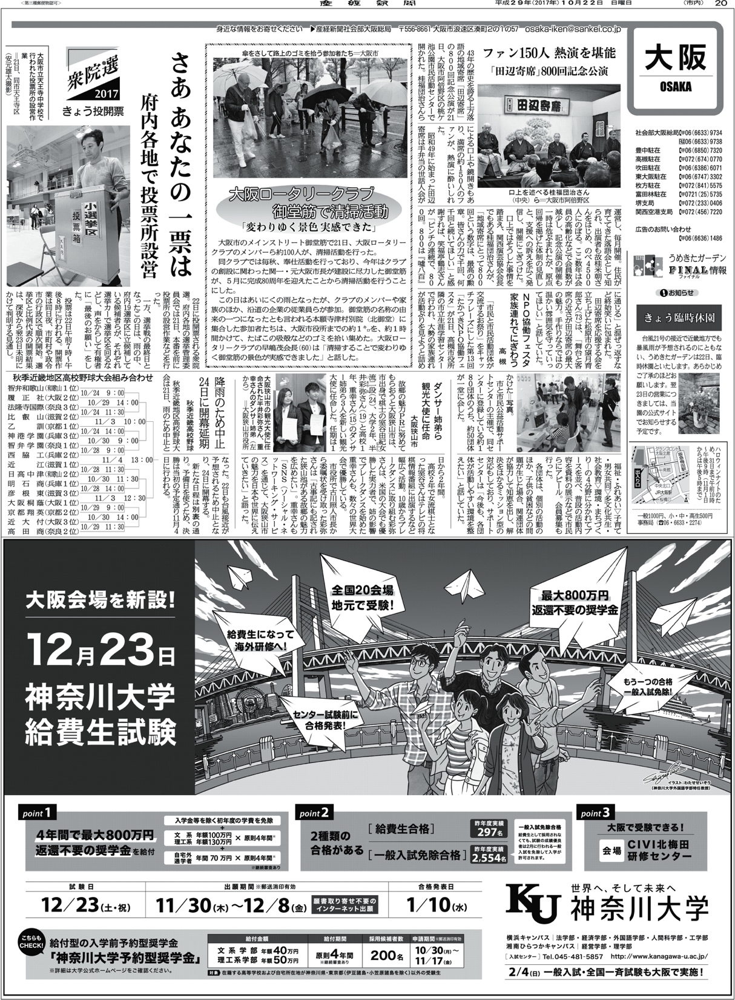 <第三種郵便物認可>
産經新聞
平成29年(2017年)10月22日 日曜日
(市内) 20
身近な情報をお寄せください ▶産経新聞社会部大阪総局 〒556-8661 大阪市浪速区湊町2の1の57 osaka-iken@sankei.co.jp
大阪
OSAKA
社会部大阪総局☎06(6633)9734
FAX06(6633)9738
豊中駐在 ☎06(6850)7320
高槻駐在 ☎072(674)0770
吹田駐在 ☎06(6386)6071
東大阪駐在 ☎06(6747)3302
枚方駐在 ☎072(841)5575
富田林駐在 ☎0721(25)5735
堺支局 ☎072(233)0406
関西空港支局 ☎072(456)7220
広告のお問い合わせ
☎06(6636)1486
うめきたガーデン
FINAL情報
ファイナル
お知らせ
きょう臨時休園
台風21号の接近で近畿地方でも
暴風雨が予想されるのにともな
い、うめきたガーデンは22日、臨
時休園といたします。あらかじめ
ご了承のほどお
願いします。翌
23日の営業につ
きましては、当
園の公式サイト
でお知らせする
予定です。
ハロウィンナイトのた
め、31日まで午前10時
〜午後9時(11月1日
からは午後5時まで)
グランフロント
大阪北館
阪急梅田駅
出入り口
中央北口
JR大阪駅
桜橋口
一般1000円、小・中・高生500円
事務局(☎06・6633・2274)
ファン150人 熱演を堪能
「田辺寄席」800回記念公演
田辺寄席
口上を述べる桂福団治さん
(中央)ら=大阪市阿倍野区
43年の歴史を誇る上方落
語の地域寄席「田辺寄席」
の800回記念公演が21
日、大阪市阿倍野区の桃ケ
池公園市民活動センターで
開かれた。桂福団治さんら
による口上や鏡開きもあ
り、満席の約150人のフ
ァンが、熱演に酔いしれ
た。
昭和49年に始まった田辺
寄席は手弁当の世話人会が
運営し、毎月開催。住民が
育ててきた落語会として知
られ、出演者も故桂米朝さ
んをはじめ、のべ4500
人にのぼる。ここ数年は会
員の高齢化などで会員数が
減少し、記念公演の開催も
一時は危ぶまれたが、原点
回帰を掲げた体制の見直し
と、支援への訴えを広く発
信し、開催にこぎつけた。
口上ではそうした事情を
踏まえ、関西演芸協会会長
でもある桂福団治さんが、
「地域寄席にとって800
回という数字は、最高の勲
章。皆さんの力で千回、何
千回と続いてほしい」と感
謝すれば、笑福亭鶴志さん
が「ピンチの連続で、80
0回。800は『嘘八百』
に通じる」と混ぜっ返すな
ど終始笑いに包まれた。
田辺寄席を応援する会を
立ち上げた松原市の望月育
郎さん(73)は、「舞台と客
席の近さが田辺寄席の最大
の魅力。手作りならではの
温かい雰囲気を守っていっ
てほしい」と話していた。
傘をさして路上のゴミを拾う参加者たち=大阪市
大阪ロータリークラブ
御堂筋で清掃活動
「変わりゆく景色 実感できた」
大阪市のメインストリート御堂筋で21日、大阪ロータリー
クラブのメンバーら約100人が、清掃活動を行った。
同クラブでは毎秋、奉仕活動を行っており、今年はクラブ
の創設に関わった関一・元大阪市長が建設に尽力した御堂筋
が、5月に完成80周年を迎えたことから清掃活動を行うこと
にした。
この日はあいにくの雨となったが、クラブのメンバーや家
族のほか、沿道の企業の従業員らが参加。御堂筋の名称の由
来の一つになったとも言われる本願寺津村別院(北御堂)に
集合した参加者たちは、大阪市役所までの約1㌔を、約1時
間かけて、たばこの吸殻などのゴミを拾い集めた。大阪ロー
タリークラブの早嶋茂会長(60)は「清掃することで変わりゆ
く御堂筋の景色が実感できました」と話した。
さああなたの一票は
府内各地で投票所設営
衆院選
2017
きょう投開票
大阪市立天王寺中学校で
行われた投票所の設営作
業
=21日、同市天王寺区
(安元雄太撮影)
小選挙区
投票箱
22日に投開票される衆院
選。府内各地の選挙管理委
員会では21日、本番を前に
投票所の設営作業などを行
った。
一方、選挙戦の最終日と
なったこの日は、雨の中、
府内19選挙区に立候補して
いる候補者らが、それぞれ
選挙カーで選挙区を回るな
どし、声をからして有権者
に「最後のお願い」をし
た。
投票は22日午前7時〜午
後8時に行われる。開票作
業は同日夜、市町村や政令
市の行政区で順次開始。選
挙区と比例代表の開票結果
は、深夜から翌23日未明に
かけて判明する見通し。
NPO協働フェスタ
家族連れでにぎわう
高槻
「市民と市民活動団体が
交流するお祭り」をキャッ
チフレーズにした第13回
「たかつきNPO協働フェ
スタ」が21日、高槻市役所
隣の市立生涯学習センター
で行われ、大勢の家族連れ
が活動ぶりを見ようと詰め
かけた=写真。
市と市民公益活動サポー
トセンターの主催で、同セ
ンターに登録している約1
80団体のうち、約50団体
が一堂に会した。
福祉・ふれあい▽子育て
・男女共同▽多文化共生・
社会教育▽環境・まちづく
り−の4分野に分かれてブ
ースを並べ、普段の活動内
容を資料の展示などで市民
らにアピール。会員募集も
行った。
各団体は、個別の活動の
ほか、子供の貧困などの問
題が生じた場合、関連団体
が協力して知恵を出し、解
決をはかるミッション型の
対応もしており、サポート
センターは「今後も、各団
体が活動しやすい環境を整
えたい」と話していた。
ダンサー姉弟ら
観光大使に任命
大阪狭山市
故郷の魅力PRに努めて
もらおうと大阪狭山市は、
市出身で棋士の室谷由紀女
流二段(24)、大学2年、半
井彩弥さん(19)と高校1
年、重幸さん(15)のダンサ
ー姉弟ら3人を新しい観光
大使に任命した。任期は1
日から2年間。
高校2年で女流棋士とな
った室谷さんはテレビの将
棋情報番組に出演するなど
幅広く活動。10歳からブレ
ークダンスに取り組む彩弥
さんは、米国の大会でも優
勝した実力者で、姉の影響
でブレークダンスを始めた
重幸さんも、数々の世界大
会で優勝している。
市役所で古川照人市長か
ら委嘱状を受け取った彩弥
さんは「古事記にも記され
た狭山池がある故郷の魅力
を広めたい」。重幸さんも
「SNS(ソーシャル・ネ
ットワーキング・サービ
ス)を通じて、大阪狭山市
の魅力を日本や世界に伝え
ていきたい」と語った。
大阪狭山市の観光大使に任
命された半井彩弥さん、重
幸さんのダンサー姉弟(左
から)=大阪狭山市役所
降雨のため中止
24日に開幕延期
秋季近畿高校野球
秋季近畿地区高校野球大
会は21日、雨のため中止と
なった。22日も台風接近が
予想されるため中止とな
り、24日に開幕する。
新たな日程は別表の通
り。予備日を使うため、決
勝は当初の予定通り11月4
日に行われる。
秋季近畿地区高校野球大会組み合わせ
智弁和歌山(和歌山1位)
履正社(大阪2位)
法隆寺国際(奈良3位)
比叡山(滋賀2位)
乙訓(京都1位)
神港学園(兵庫3位)
智弁学園(奈良1位)
西脇工(兵庫2位)
近江(滋賀1位)
日高中津(和歌山2位)
明石商(兵庫1位)
彦根東(滋賀3位)
大阪桐蔭(大阪1位)
京都翔英(京都2位)
近大付(大阪3位)
高田商(奈良2位)
10/24 9:00
10/29 14:00
10/24 11:30
11/3 10:00
10/24 14:00
10/30 9:00
10/28 9:00
11/4 13:00
10/28 11:30
10/30 11:30
10/28 14:00
11/3 12:30
10/29 9:00
10/30 14:00
10/29 11:30
大阪会場を新設!
12月23日
神奈川大学
給費生試験
全国20会場
地元で受験!
最大800万円
返還不要の奨学金
給費生になって
海外研修へ!
もう一つの合格
一般入試免除!
センター試験前に
合格発表!
イラスト:わたせせいぞう
(神奈川大学外国語学部特任教授)
point1
4年間で最大800万円
返還不要の奨学金を給付
入学金等を除く初年度の学費を免除
+
文系 年額100万円
理工系 年額130万円 × 原則4年間※
+
自宅外
通学者 年間70万円 × 原則4年間※
※継続審査あり
point2
2種類の
合格がある
[給費生合格]
昨年度実績
297名
[一般入試免除合格]
昨年度実績
2,554名
一般入試免除合格
給費生として採用されな
くても、試験の成績優良
者は2月に行われる一般
入試を免除して入学が
許可されます。
point3
大阪で受験できる!
会場
CIVI北梅田
研修センター
試験日
12/23(土・祝)
出願期間 ※郵送消印有効
11/30(木)〜12/8(金)
願書取り寄せ不要の
インターネット出願
合格発表日
1/10(水)
KU
世界へ、そして未来へ
神奈川大学
横浜キャンパス│法学部・経済学部・外国語学部・人間科学部・工学部
湘南ひらつかキャンパス│経営学部・理学部
[入試センター] Tel.045-481-5857 http://www.kanagawa-u.ac.jp/
2/4(日) 一般入試・全国一斉試験も大阪で実施!
こちらも
CHECK!
給付型の入学前予約型奨学金
「神奈川大学予約型奨学金」
※詳細は大学公式ホームページをご確認ください。
給付金額
文系学部 年額40万円
理工系学部 年額50万円
給付期間
原則4年間
※継続審査あり
採用候補者数
200名
申請期間 ※郵送消印有効
10/30(月)〜
11/17(金)
対象 在籍する高等学校および自宅所在地が神奈川県・東京都(伊豆諸島・小笠原諸島を除く)以外の受験生